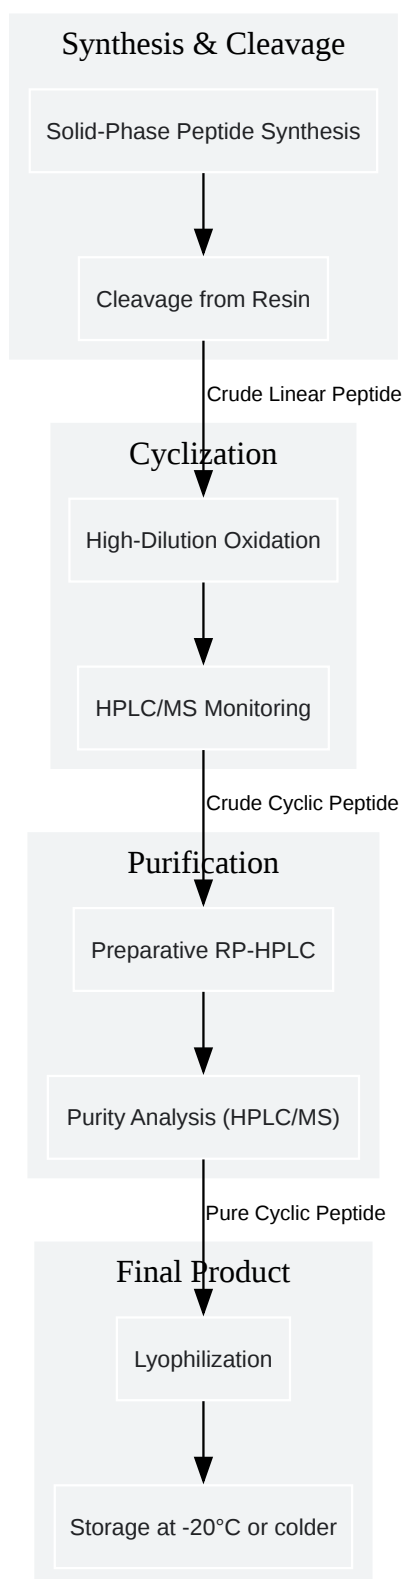 Synthesis & Cleavage
Solid-Phase Peptide Synthesis
Cleavage from Resin
Crude Linear Peptide
Cyclization
High-Dilution Oxidation
HPLC/MS Monitoring
Crude Cyclic Peptide
Purification
Preparative RP-HPLC
Purity Analysis (HPLC/MS)
Pure Cyclic Peptide
Final Product
Lyophilization
Storage at -20°C or colder